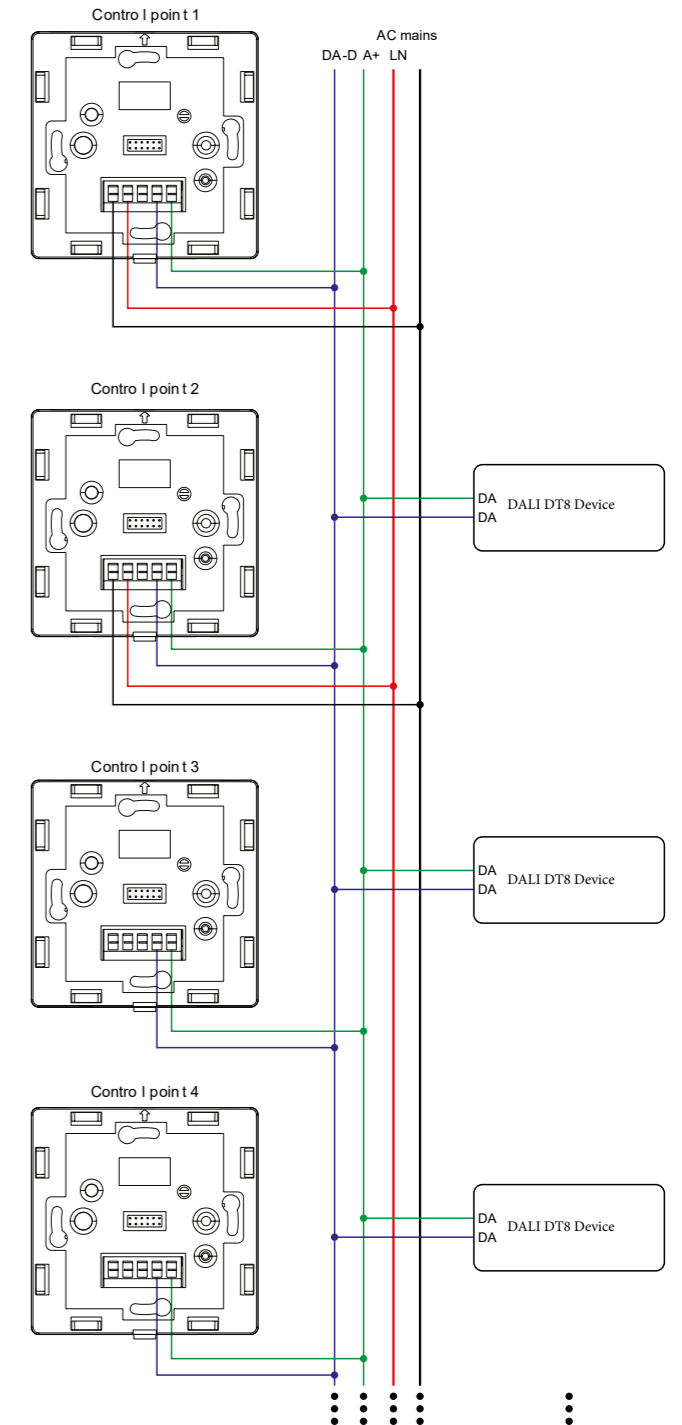 Contro l poin t 1
AC mains
DA-D A+ LN
Contro l poin t 2
DA
DA
DALI DT8 Device
Contro l poin t 3
DA
DA
DALI DT8 Device
Contro l poin t 4
DA
DA
DALI DT8 Device